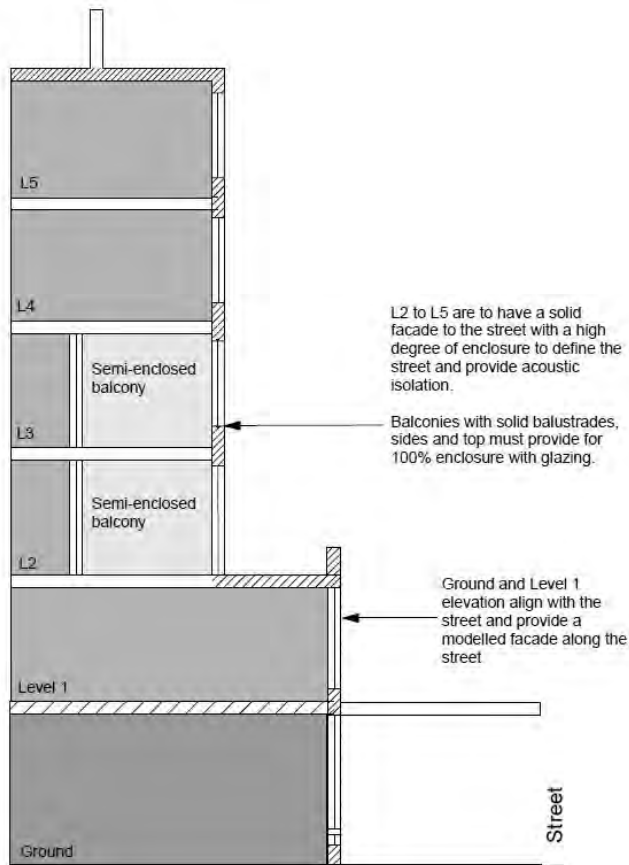 L5
L4
L2 to L5 are to have a solid
facade to the street with a high
degree of enclosure to define the
street and provide acoustic
isolation.
Semi-enclosed
balcony
L3
Balconies with solid balustrades,
sides and top must provide for
100% enclosure with glazing.
Semi-enclosed
balcony
L2
Ground and Level 1
elevation align with the
street and provide a
modelled facade along the
street
Level 1
Street
Ground